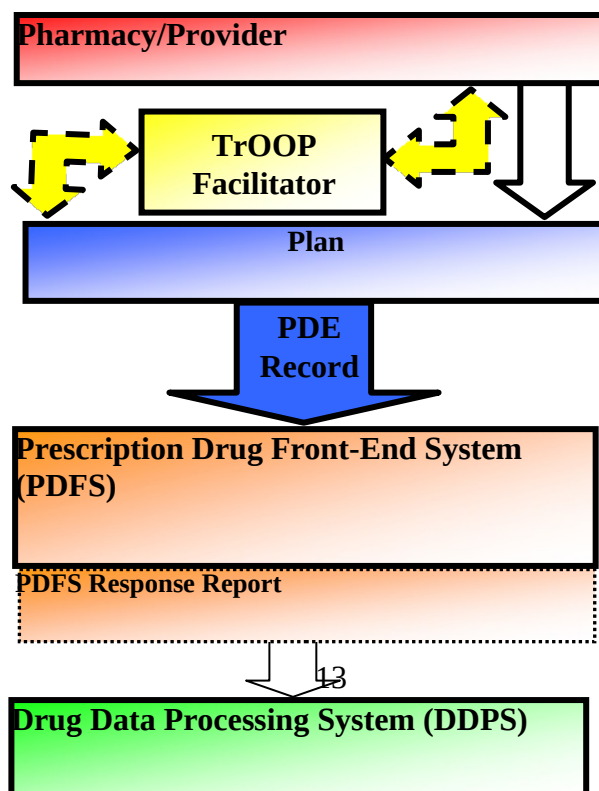 Pharmacy/Provider
TrOOP
Facilitator
Plan
PDE
Record
Prescription Drug Front-End System
(PDFS)
PDFS Response Report
13
Drug Data Processing System (DDPS)